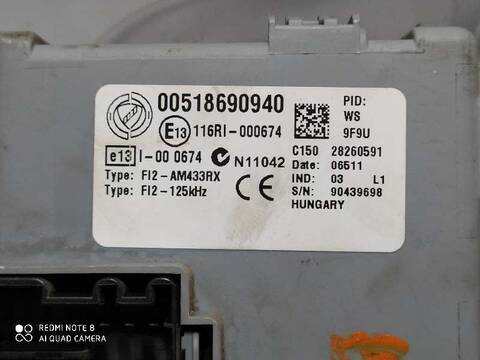 00518690940
PID:
WS
9F9U
E13 116RI-000674
e13 I-00 0674 N11042
C150 28260591
Date: 06511
Type: FI2-AM433RX
IND: 03 L1
Type: FI2-125kHz
S/N: 90439698
HUNGARY
REDMI NOTE 8
AI QUAD CAMERA